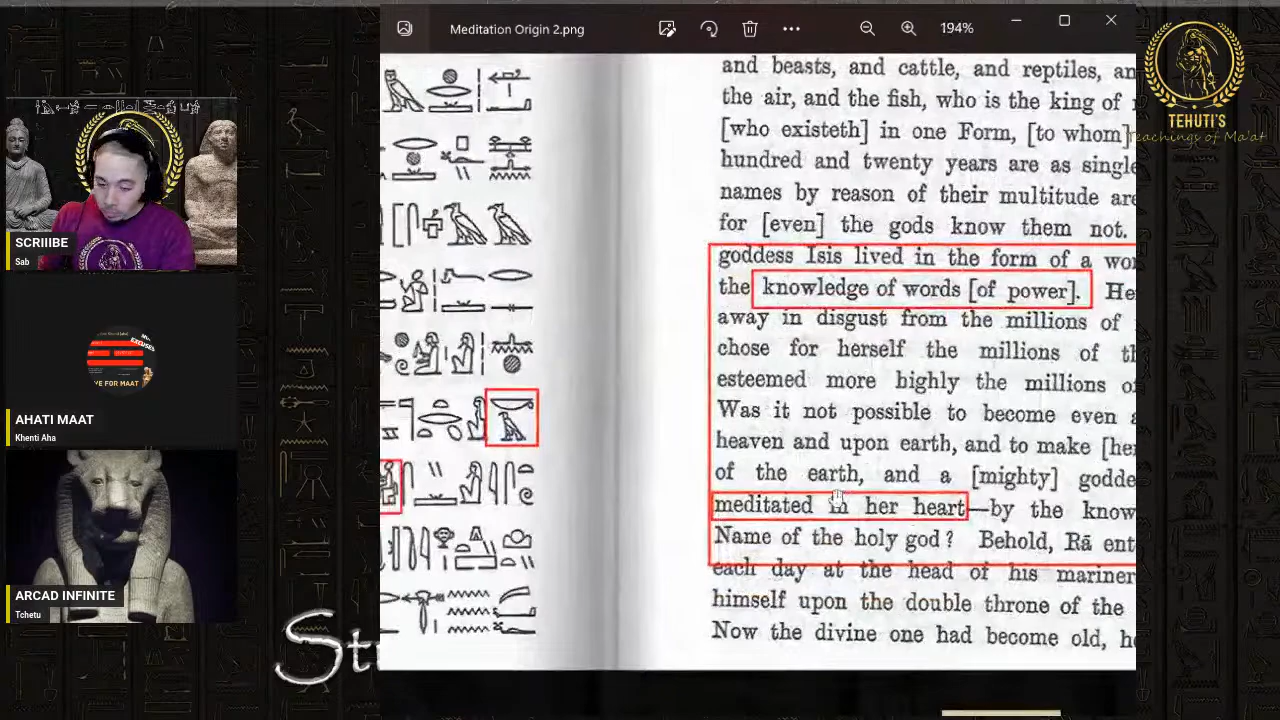 Meditation Origin 2.png
194%
and beasts, and cattle, and reptiles, an
the air, and the fish, who is the king of
[who existeth] in one Form, [to whom]
hundred and twenty years are as single
names by reason of their multitude are
for [even] the gods know them not.
goddess Isis lived in the form of a wo
the knowledge of words [of power]. He
away in disgust from the millions of
chose for herself the millions of th
esteemed more highly the millions o
Was it not possible to become even a
heaven and upon earth, and to make [he
of the earth, and a [mighty] godde
meditated in her heart—by the know
Name of the holy god? Behold, Rā ent
each day at the head of his mariner
himself upon the double throne of the
Now the divine one had become old, h
TEHUTI'S
Teachings of Ma'at
SCRIIIBE
Sab
EXCUSES
VE FOR MAAT
AHATI MAAT
Khenti Aha
ARCAD INFINITE
Tchetu
St